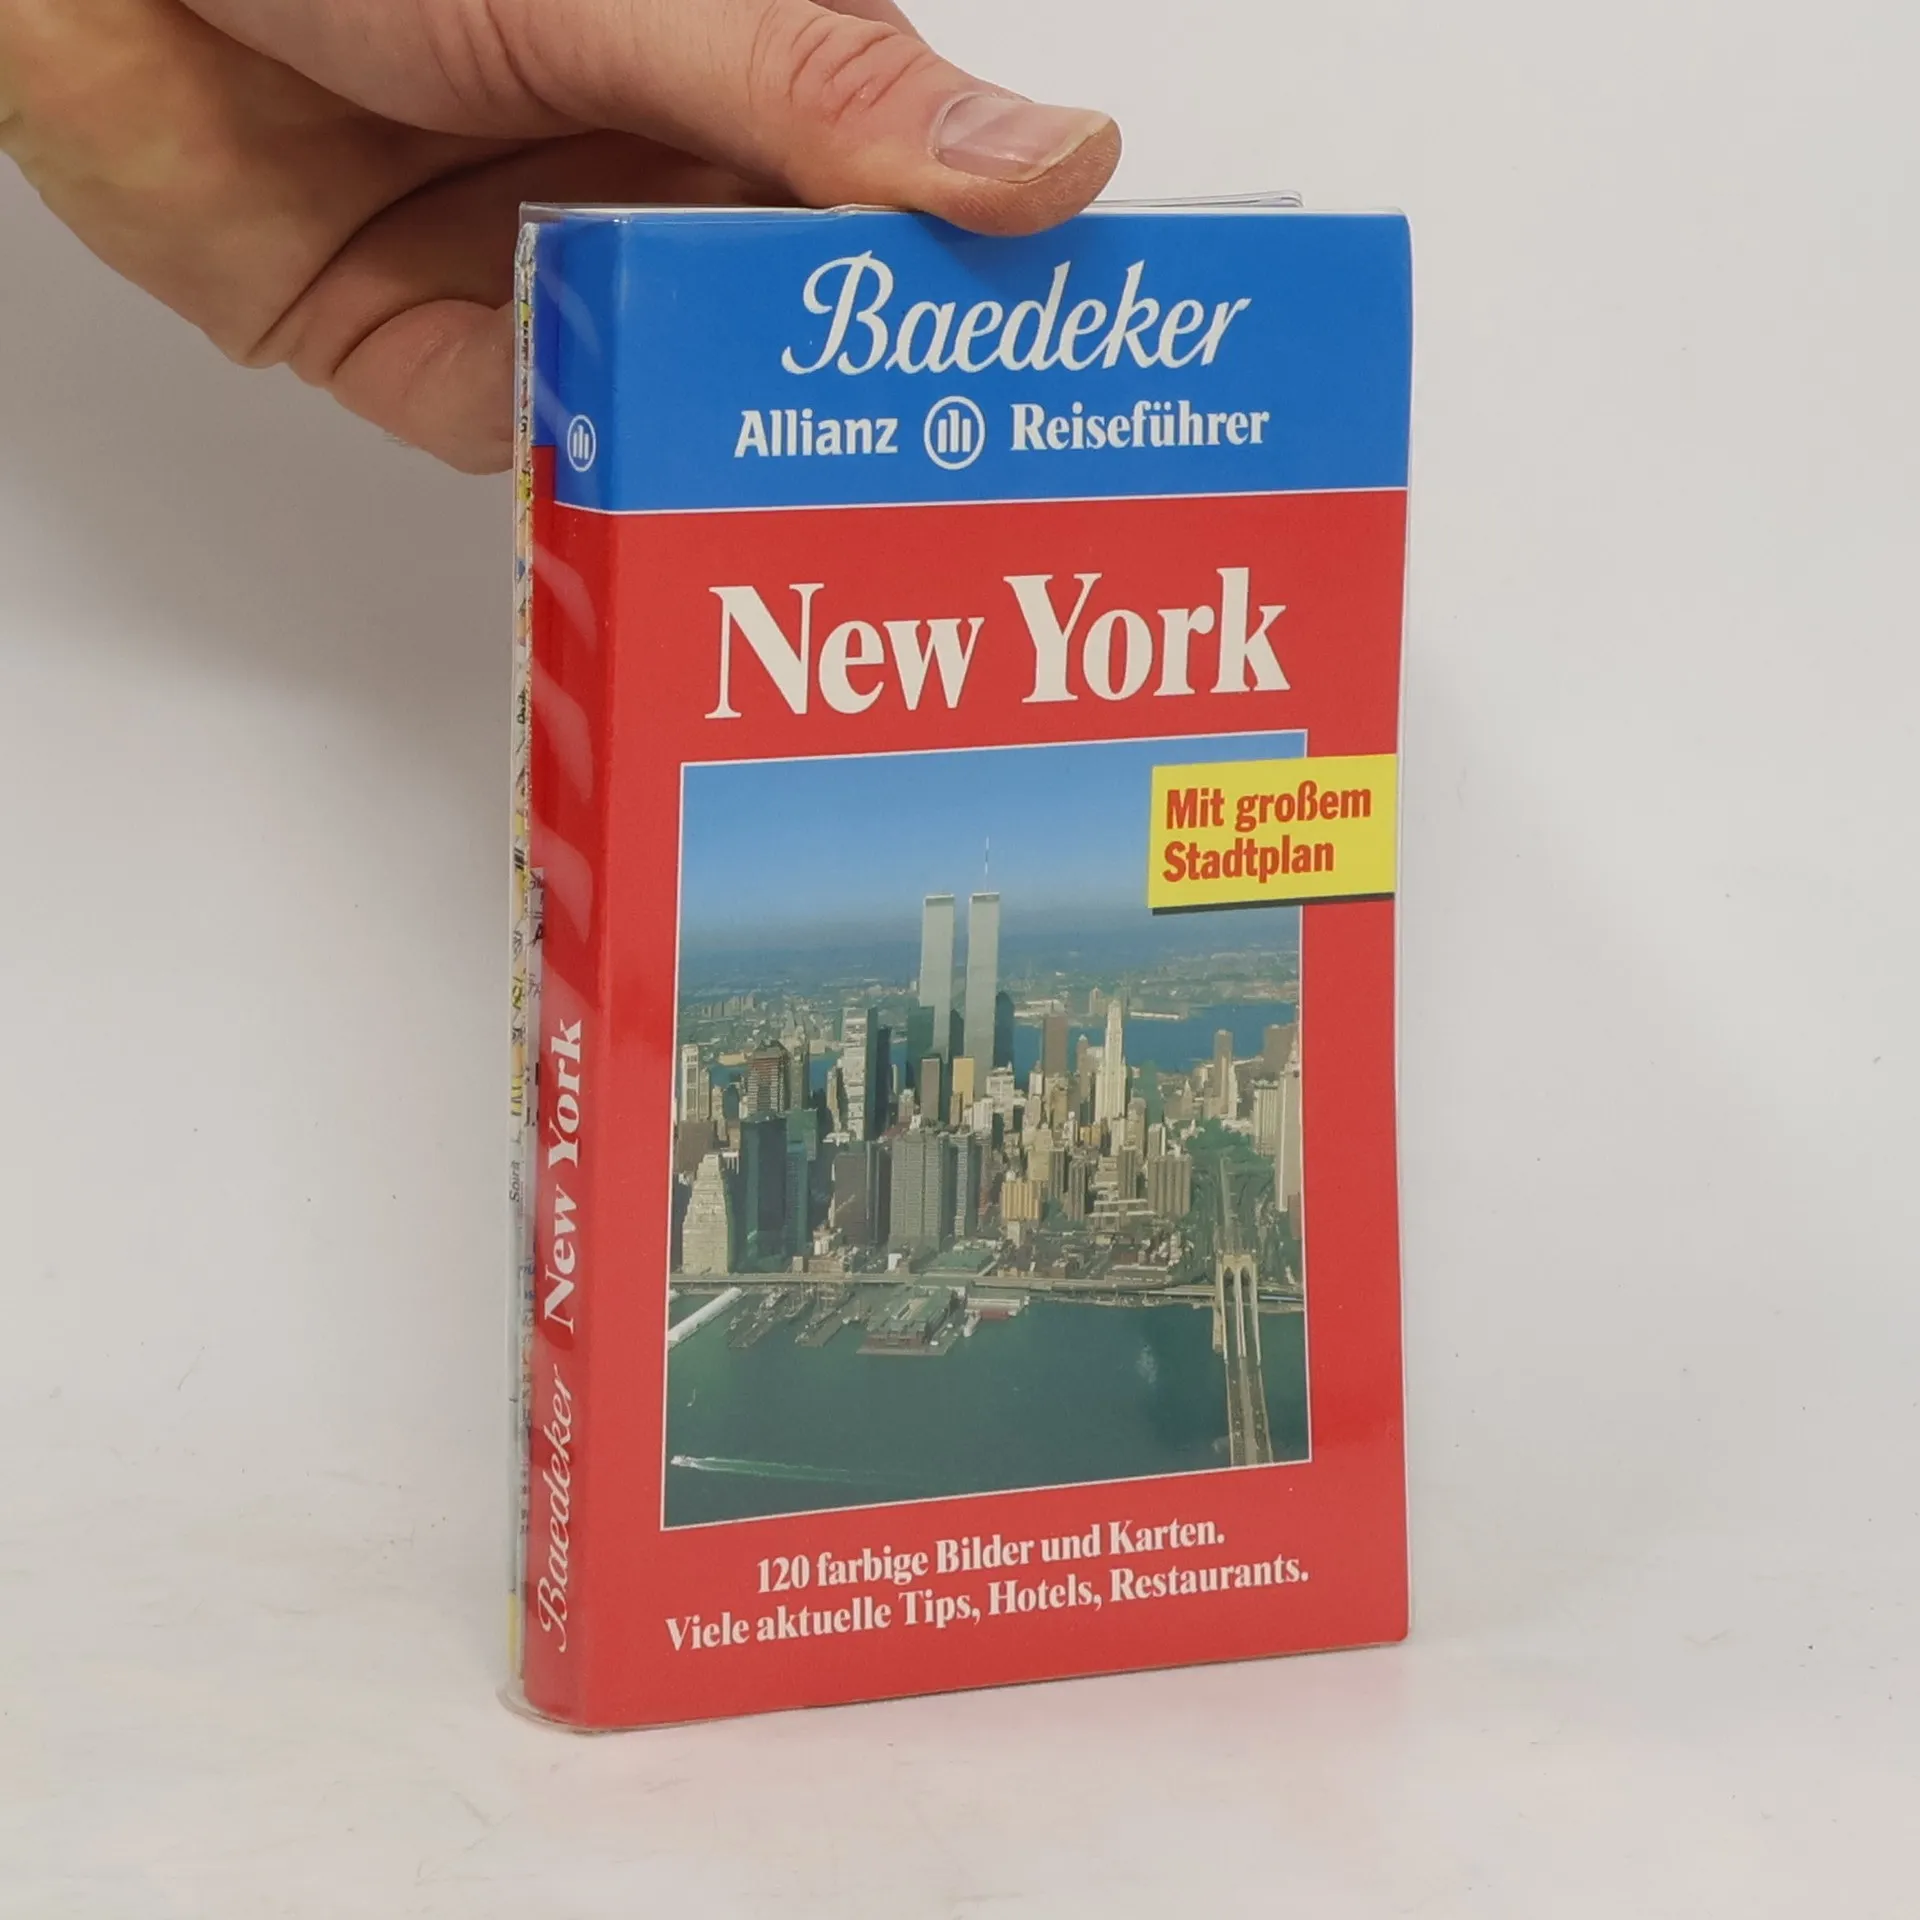 Baedeker
Allianz Reiseführer
New York
Mit großem
Stadtplan
120 farbige Bilder und Karten.
Viele aktuelle Tips, Hotels, Restaurants.
Baedeker New York